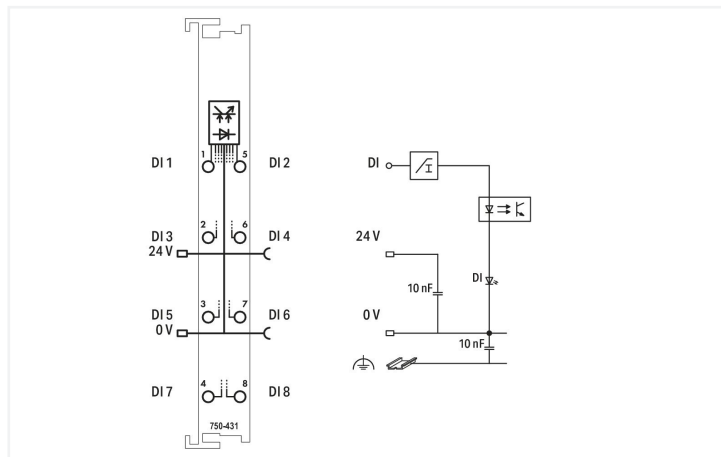 1 5
DI 1 DI 2 DI
I
2 6
DI 3 DI 4 24 V
24 V
DI
10 nF
3 7
DI 5 DI 6 0 V
0 V
10 nF
4 8
DI 7 DI 8
750-431